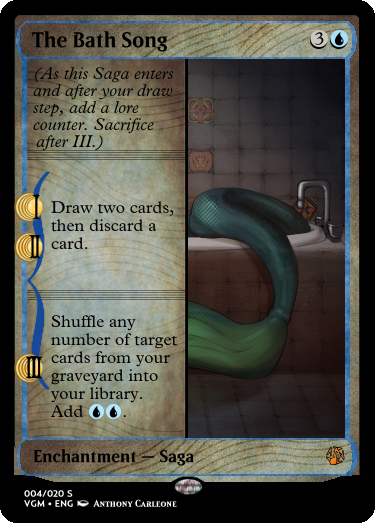 The Bath Song 3
(As this Saga enters
and after your draw
step, add a lore
counter. Sacrifice
after III.)
I
Draw two cards,
then discard a
card.
II
Shuffle any
number of target
cards from your
graveyard into
III
your library.
Add .
Enchantment — Saga
004/020 S
VGM • ENG Anthony Carleone